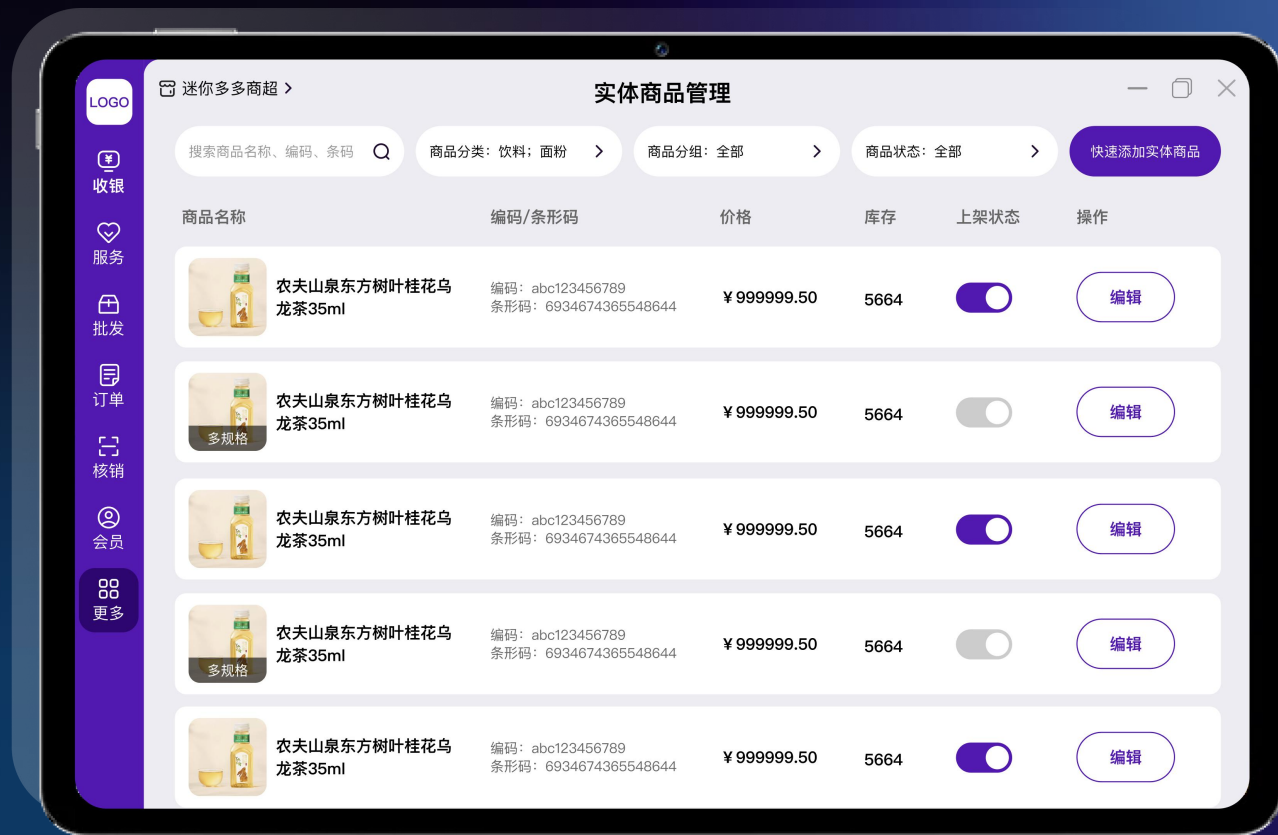 LOGO
迷你多多商超
实体商品管理
搜索商品名称、编码、条码
商品分类：饮料；面粉
商品分组：全部
商品状态：全部
快速添加实体商品
收银
服务
批发
订单
核销
会员
更多
商品名称
编码/条形码
价格
库存
上架状态
操作
农夫山泉东方树叶桂花乌
龙茶35ml
编码：abc123456789
条形码：6934674365548644
¥999999.50
5664
编辑
农夫山泉东方树叶桂花乌
龙茶35ml
多规格
编码：abc123456789
条形码：6934674365548644
¥999999.50
5664
编辑
农夫山泉东方树叶桂花乌
龙茶35ml
编码：abc123456789
条形码：6934674365548644
¥999999.50
5664
编辑
农夫山泉东方树叶桂花乌
龙茶35ml
多规格
编码：abc123456789
条形码：6934674365548644
¥999999.50
5664
编辑
农夫山泉东方树叶桂花乌
龙茶35ml
编码：abc123456789
条形码：6934674365548644
¥999999.50
5664
编辑